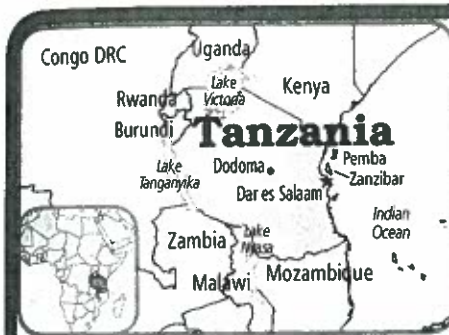 Congo DRC
Uganda
Kenya
Lake
Victoria
Rwanda
Burundi
Tanzania
Lake
Tanganyika
Dodoma
Pemba
Zanzibar
Dar es Salaam
Indian
Ocean
Zambia
Lake
Nyasa
Malawi
Mozambique